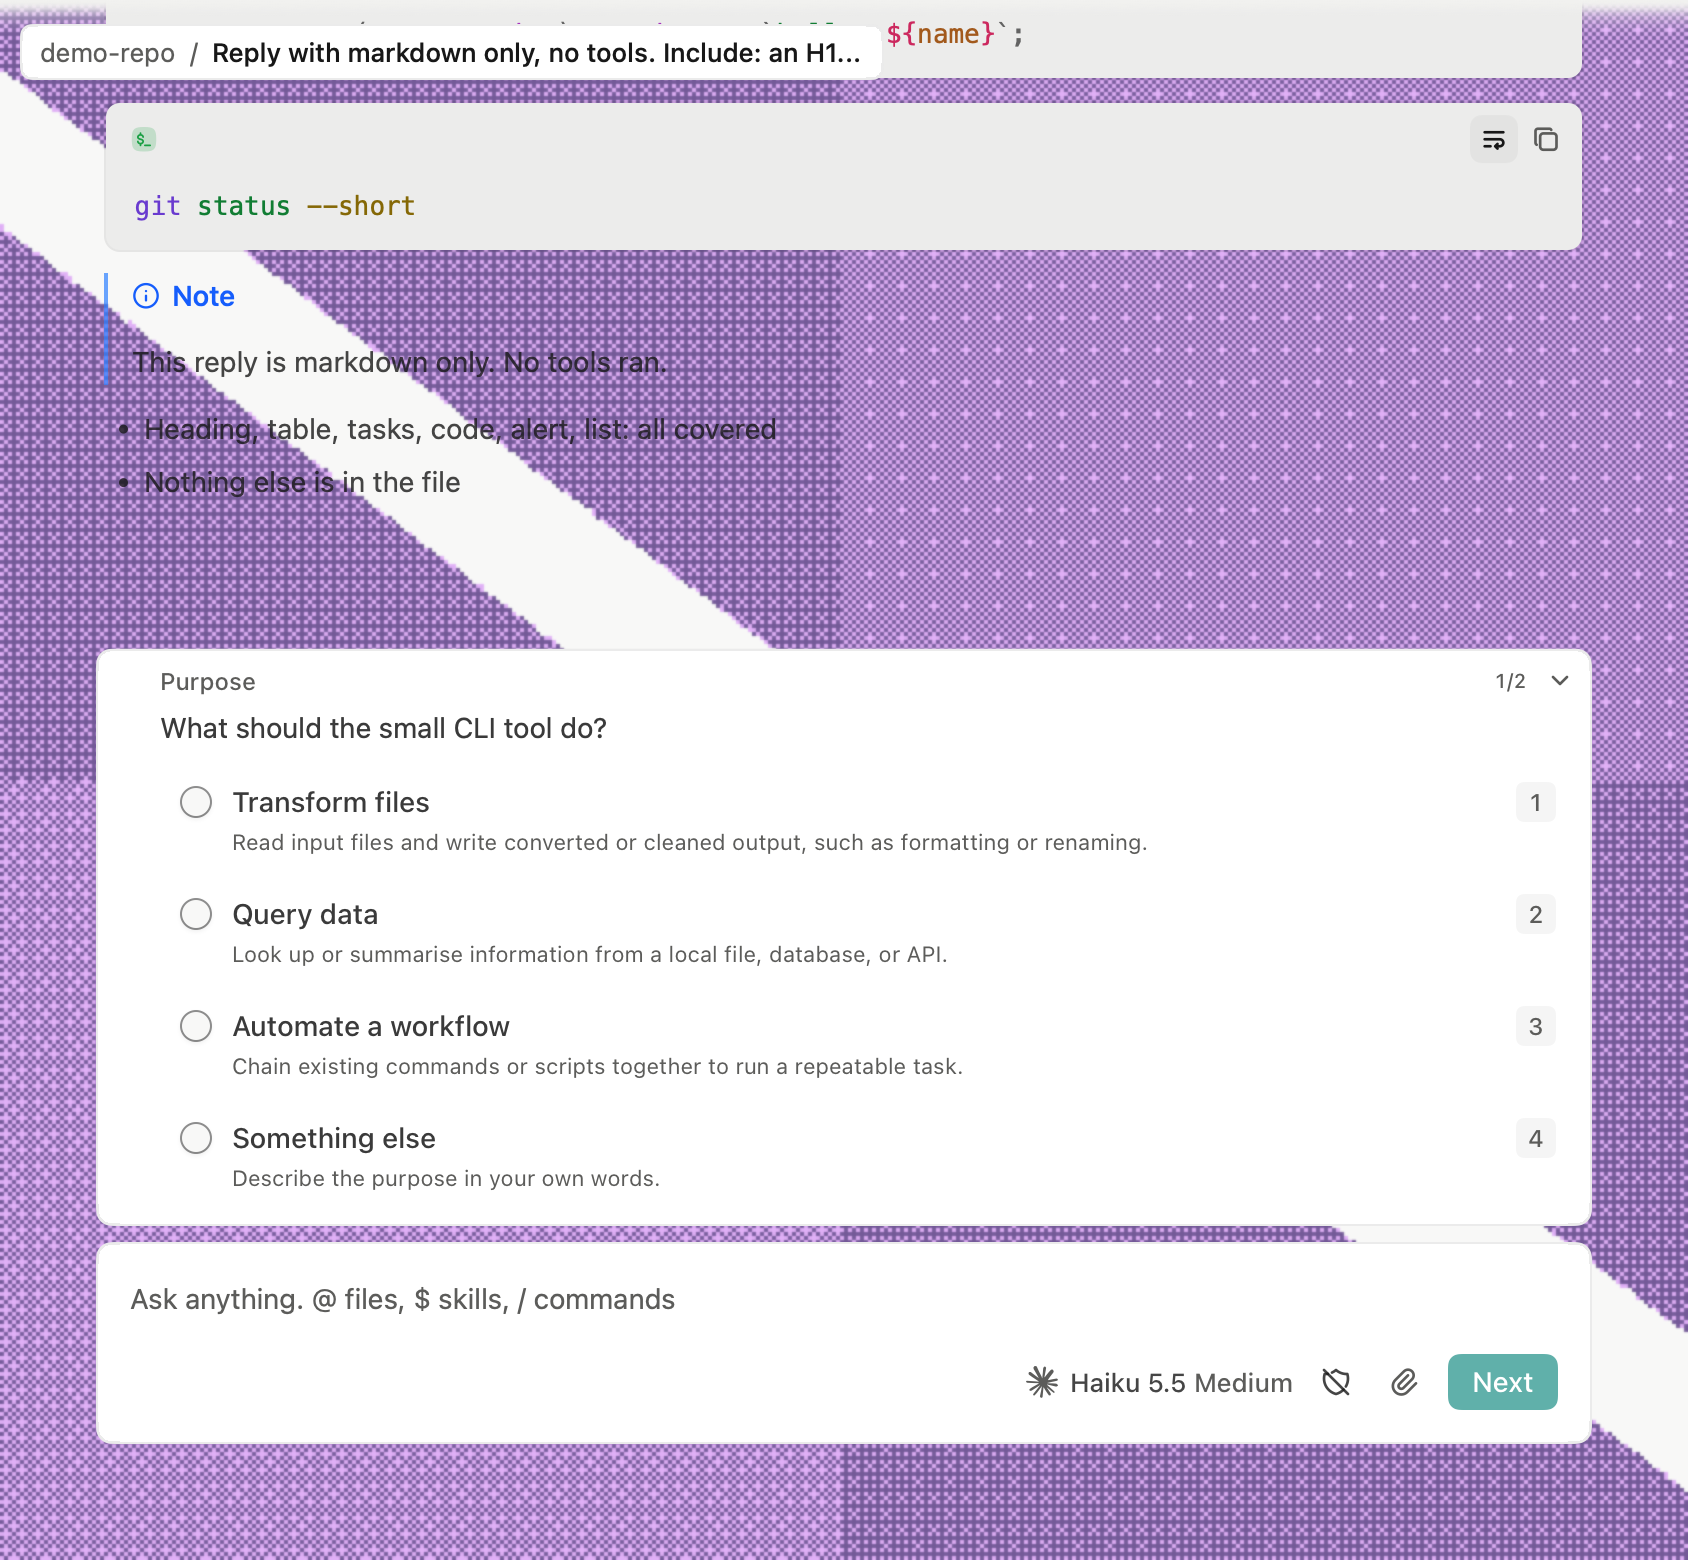 ${name}`;
demo-repo / Reply with markdown only, no tools. Include: an H1...
$_
git status --short
Note
This reply is markdown only. No tools ran.
• Heading, table, tasks, code, alert, list: all covered
• Nothing else is in the file
Purpose
1/2
What should the small CLI tool do?
Transform files
1
Read input files and write converted or cleaned output, such as formatting or renaming.
Query data
2
Look up or summarise information from a local file, database, or API.
Automate a workflow
3
Chain existing commands or scripts together to run a repeatable task.
Something else
4
Describe the purpose in your own words.
Ask anything. @ files, $ skills, / commands
Haiku 5.5 Medium
Next